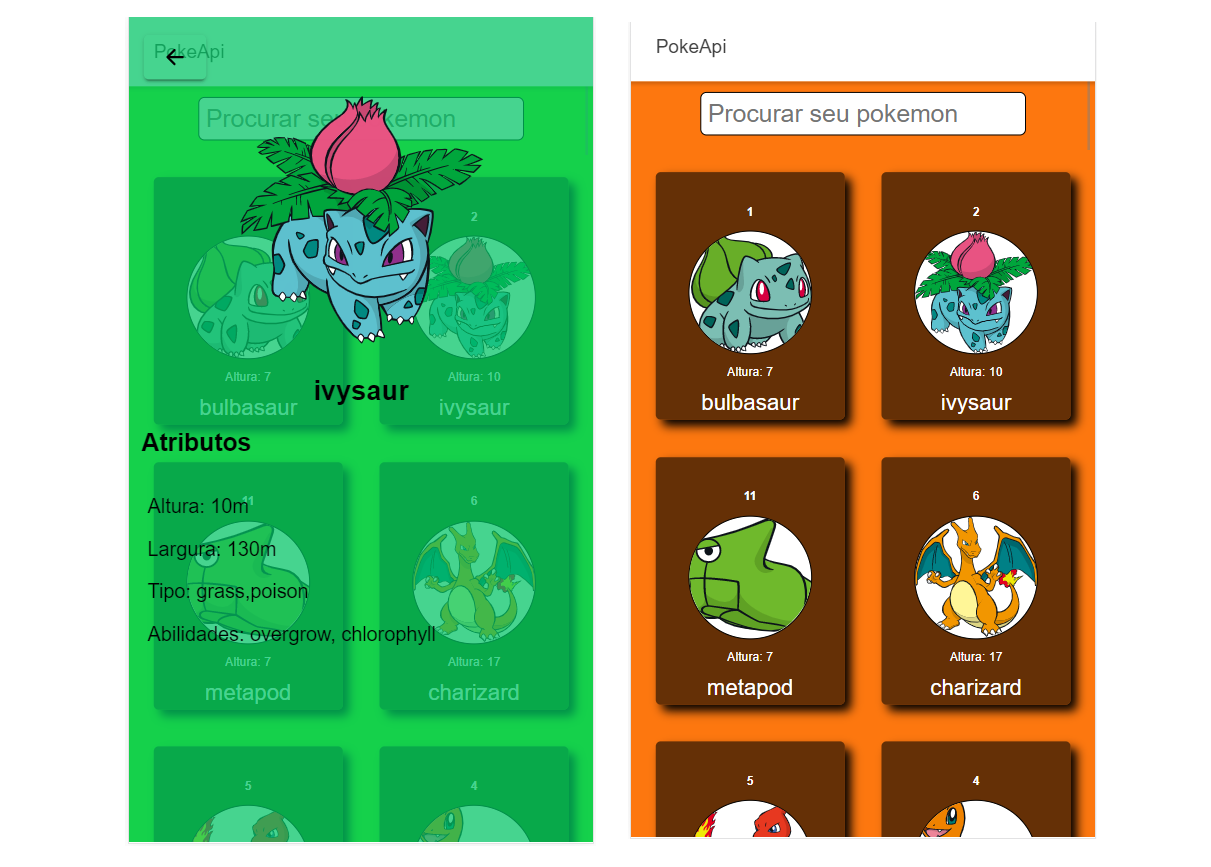 PokeApi
Procurar seu pokemon
2
Altura: 7
Altura: 10
bulbasaur
ivysaur
ivysaur
Atributos
11
6
Altura: 10m
Largura: 130m
Tipo: grass,poison
Abilidades: overgrow, chlorophyll
Altura: 7
Altura: 17
metapod
charizard
5
4
PokeApi
Procurar seu pokemon
1
2
Altura: 7
Altura: 10
bulbasaur
ivysaur
11
6
Altura: 7
Altura: 17
metapod
charizard
5
4